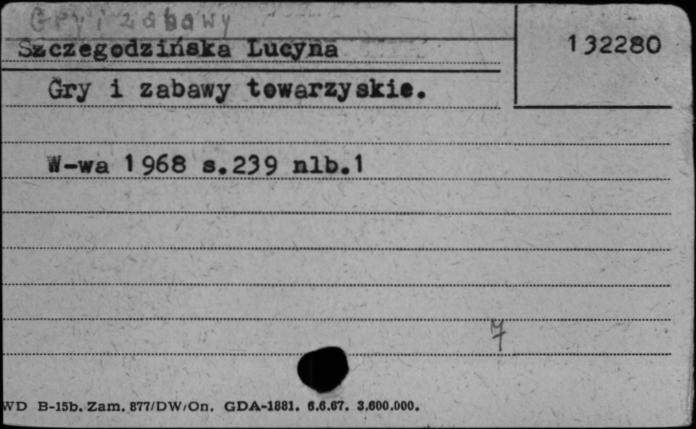 Gry i zabawy
Szczegodzińska Lucyna
132280
Gry i zabawy towarzyskie.
W-wa 1968 s.239 nlb.1
7
WD B-15b. Zam. 877/DW/On. GDA-1881. 6.6.67. 3.600.000.